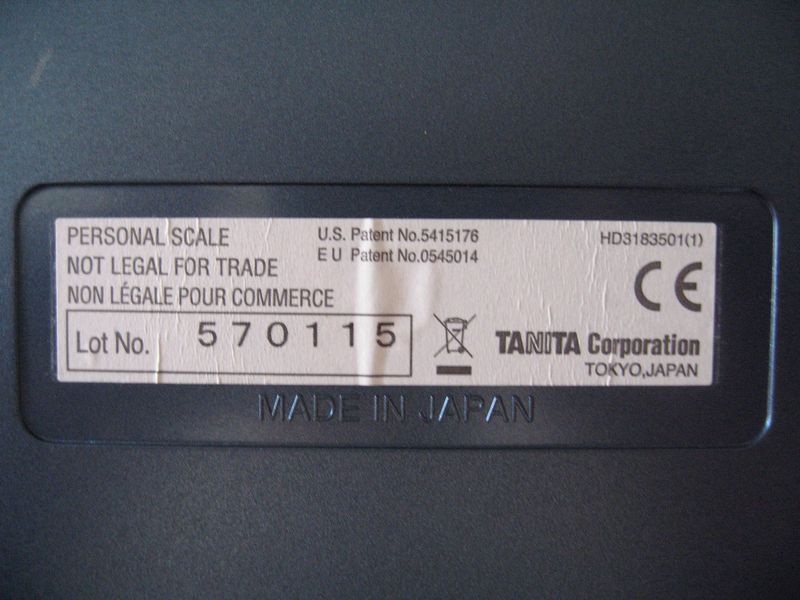 PERSONAL SCALE
NOT LEGAL FOR TRADE
NON LÉGALE POUR COMMERCE
U.S. Patent No.5415176
E U Patent No.0545014
HD3183501(1)
CE
Lot No. 570115
TANITA Corporation
TOKYO,JAPAN
MADE IN JAPAN